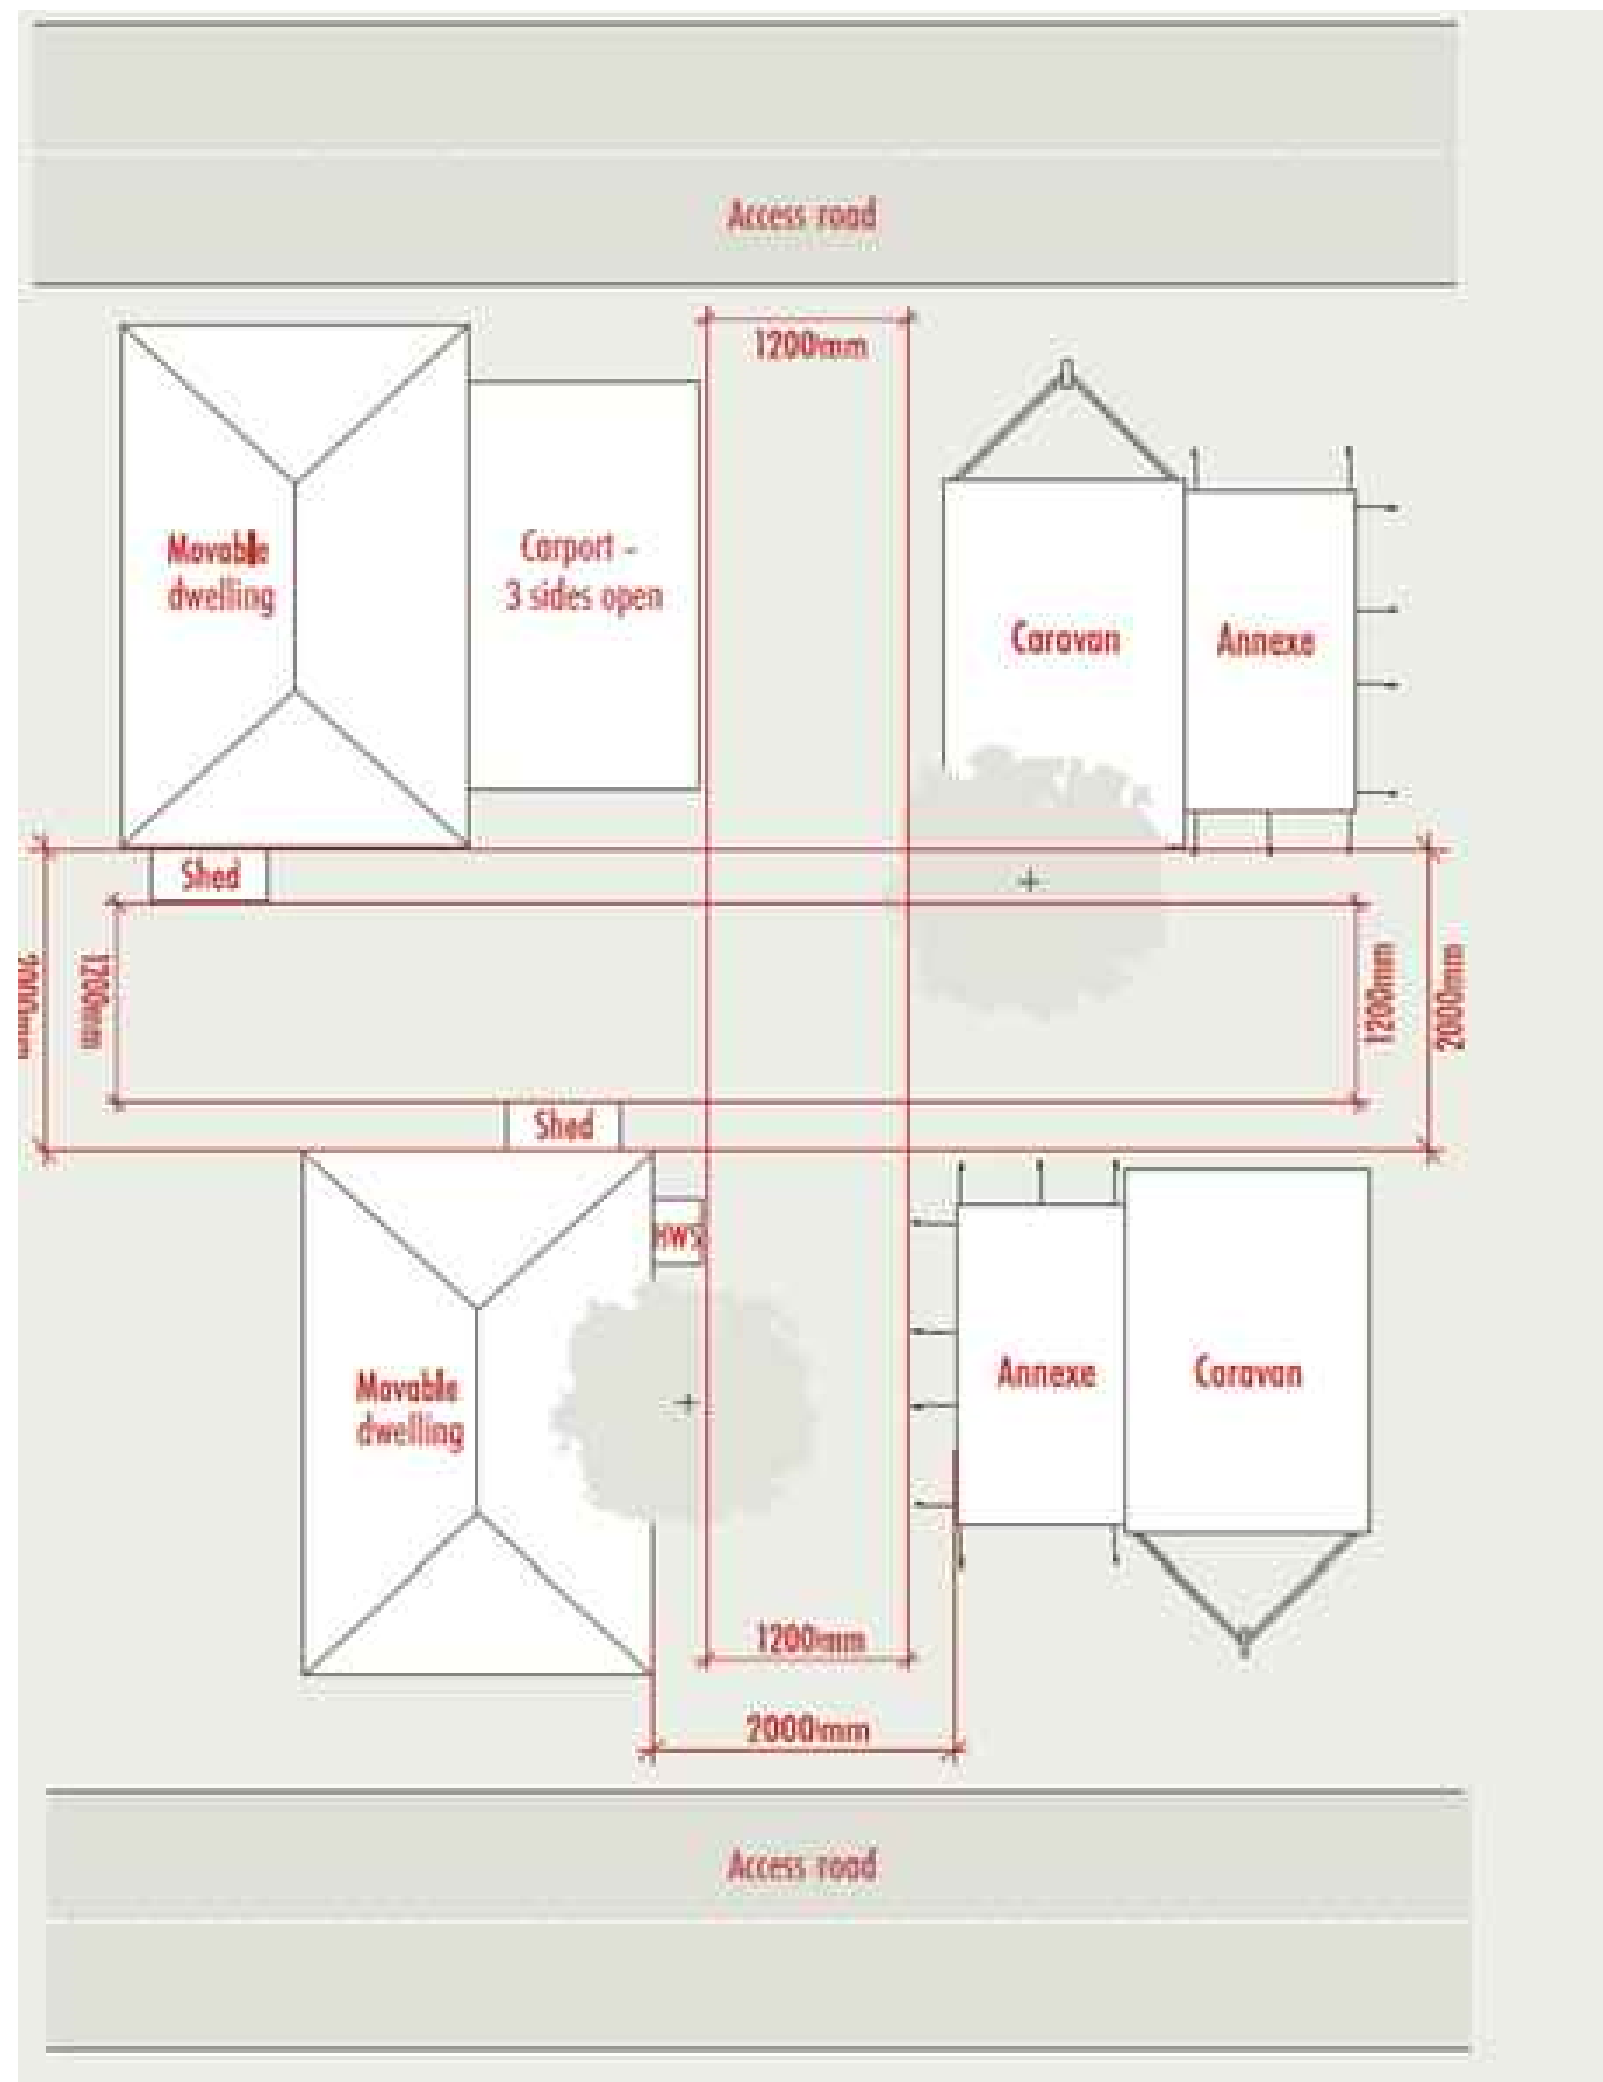 Access road
1200mm
Movable
dwelling
Carport -
3 sides open
Caravan
Annexe
Shed
2000mm
1200mm
1200mm
2000mm
Shed
HWS
Movable
dwelling
Annexe
Caravan
1200mm
2000mm
Access road